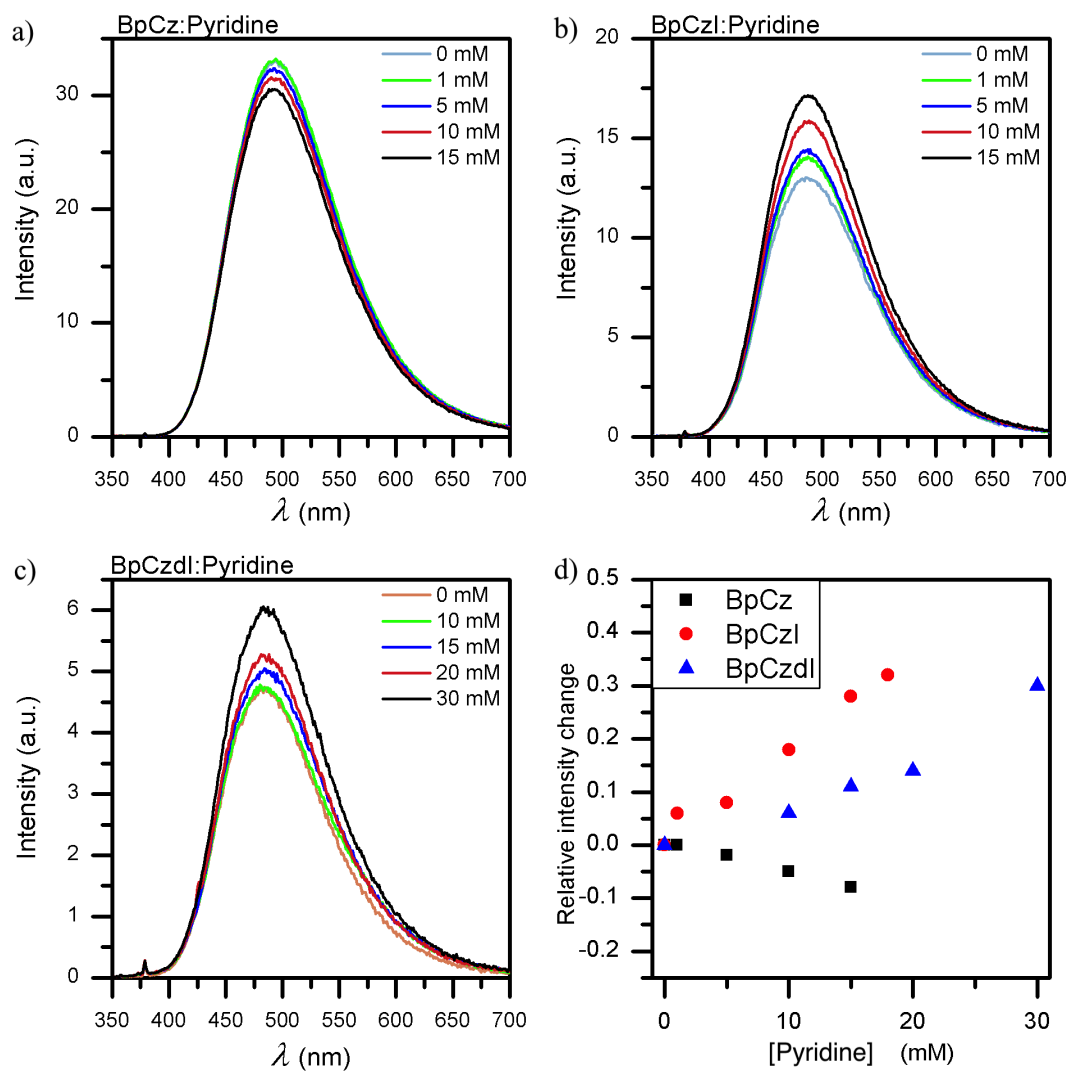 a)
BpCz:Pyridine
0 mM
1 mM
5 mM
10 mM
15 mM
Intensity (a.u.)
30
33
33
0
350 400 450 500 550 600 650 700
λ (nm)
b)
BpCzI:Pyridine
0 mM
1 mM
5 mM
10 mM
15 mM
Intensity (a.u.)
20
15
10
5
0
350 400 450 500 550 600 650 700
λ (nm)
c)
BpCzdI:Pyridine
0 mM
10 mM
15 mM
20 mM
30 mM
Intensity (a.u.)
6
5
4
3
2
1
0
350 400 450 500 550 600 650 700
λ (nm)
d)
BpCz
BpCzI
BpCzdI
Relative intensity change
0.5
0.4
0.3
0.2
0.1
0.0
-0.1
-0.2
0 10 20 30
[Pyridine] (mM)